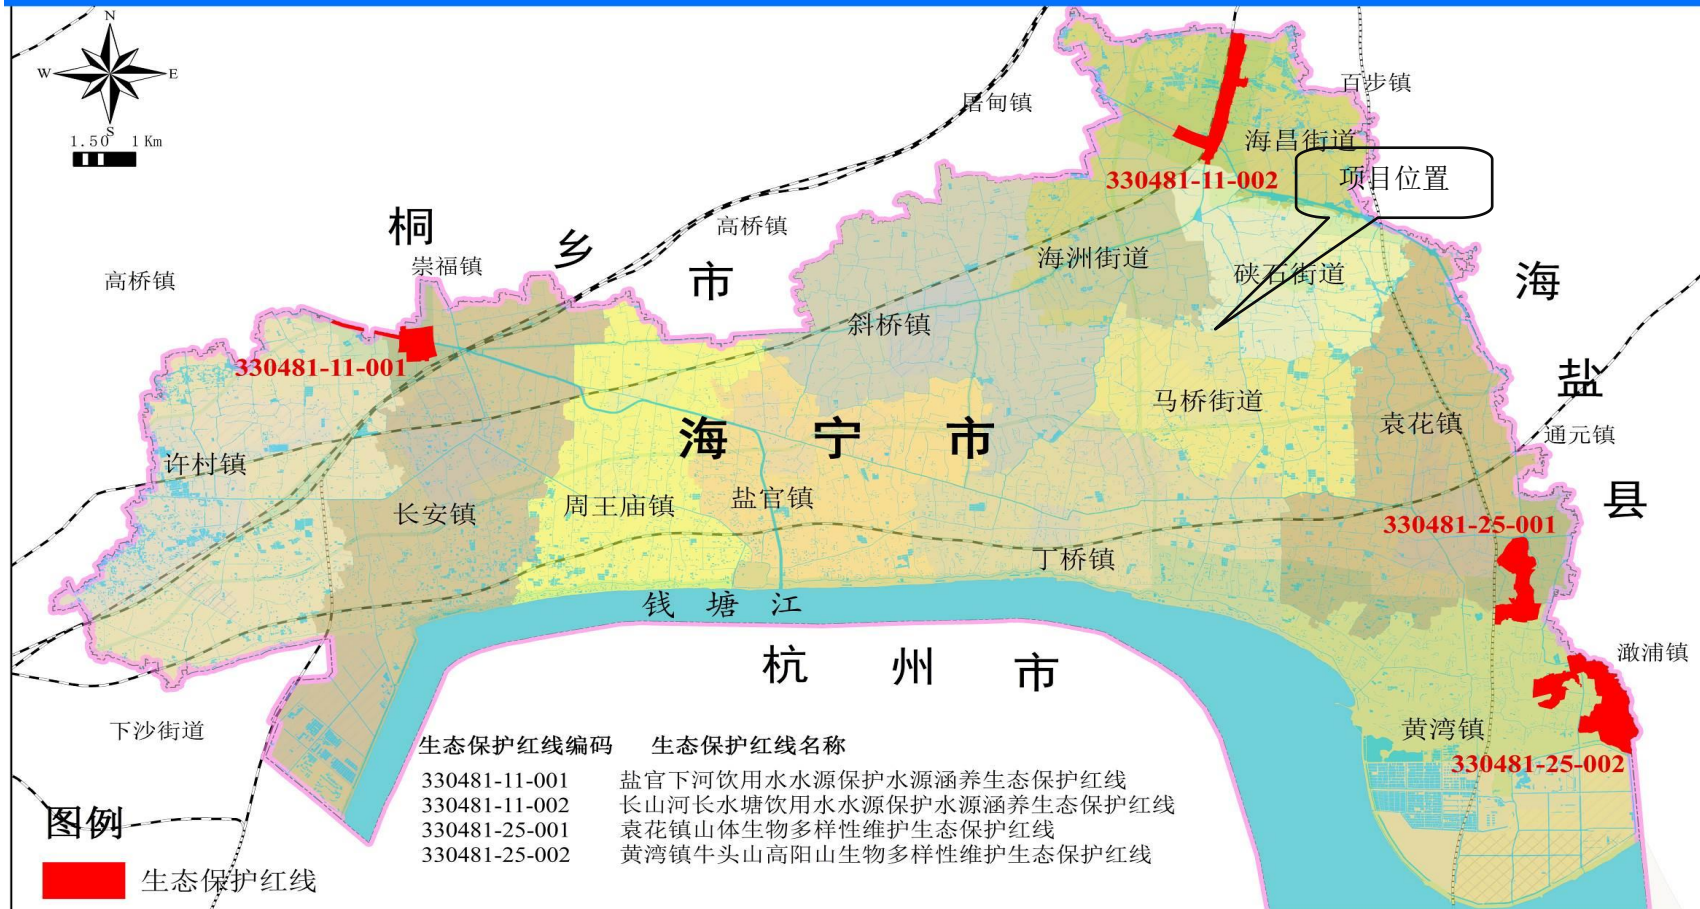 N
W
E
S
1.50 1 Km
屠甸镇
百步镇
海昌街道
330481-11-002
项目位置
桐乡市
高桥镇
崇福镇
高桥镇
海洲街道
硖石街道
海盐县
斜桥镇
330481-11-001
马桥街道
袁花镇
海宁市
通元镇
许村镇
长安镇
周王庙镇
盐官镇
330481-25-001
丁桥镇
钱塘江
杭州市
澉浦镇
下沙街道
黄湾镇
330481-25-002
生态保护红线编码 生态保护红线名称
330481-11-001 盐官下河饮用水水源保护水源涵养生态保护红线
330481-11-002 长山河长水塘饮用水水源保护水源涵养生态保护红线
330481-25-001 袁花镇山体生物多样性维护生态保护红线
330481-25-002 黄湾镇牛头山高阳山生物多样性维护生态保护红线
图例
生态保护红线